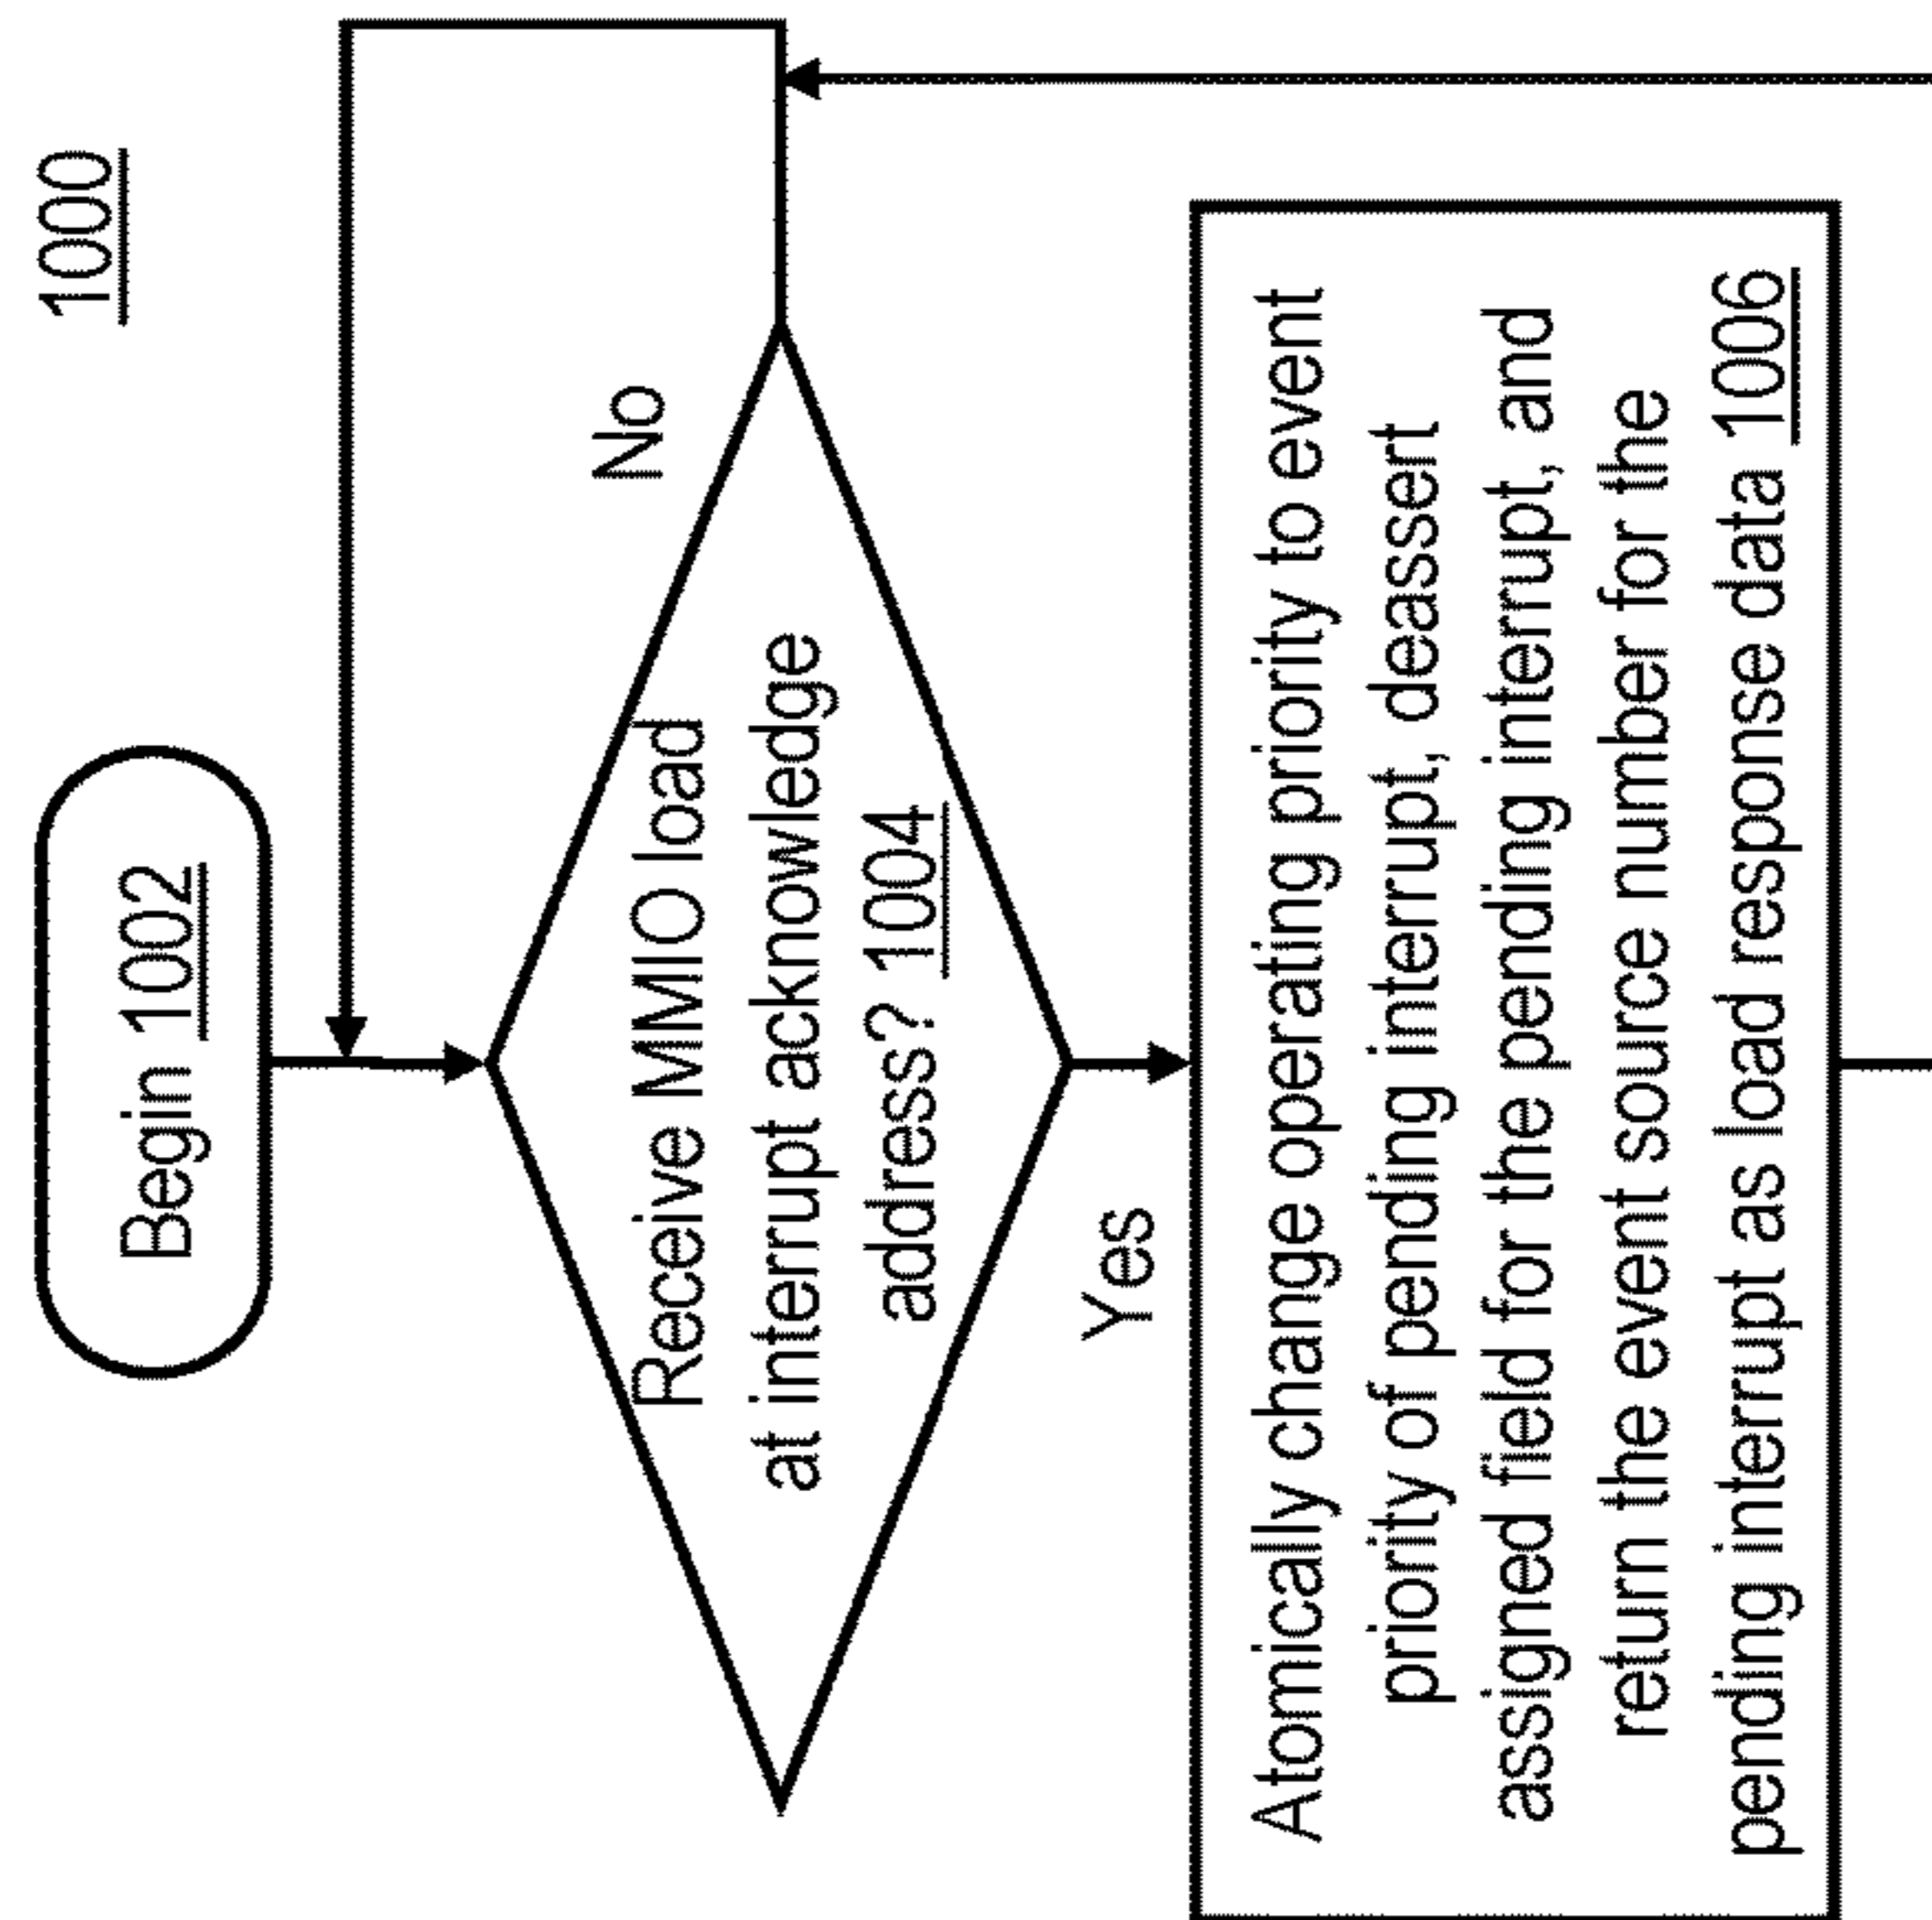 1000
Begin 1002
Receive MMIO load
at interrupt acknowledge
address? 1004
No
Yes
Atomically change operating priority to event
priority of pending interrupt, deassert
assigned field for the pending interrupt, and
return the event source number for the
pending interrupt as load response data 1006